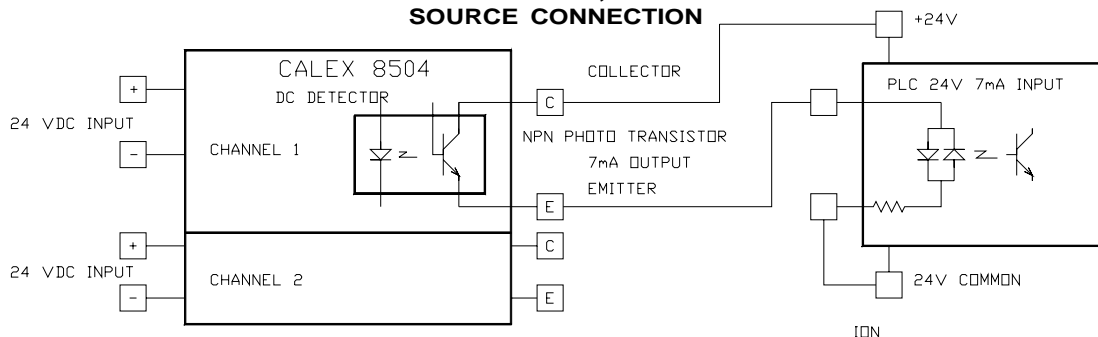 SOURCE CONNECTION
+24V
CALEX 8504
DC DETECTOR
COLLECTOR
PLC 24V 7mA INPUT
+
C
24 VDC INPUT
NPN PHOTO TRANSISTOR
-
CHANNEL 1
7mA OUTPUT
EMITTER
E
+
C
24 VDC INPUT
CHANNEL 2
24V COMMON
-
E
ION